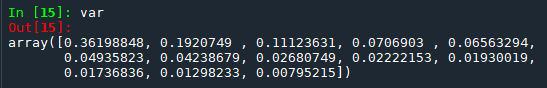 In [15]: var
Out[15]:
array([0.36198848, 0.1920749 , 0.11123631, 0.0706903 , 0.06563294,
       0.04935823, 0.04238679, 0.02680749, 0.02222153, 0.01930019,
       0.01736836, 0.01298233, 0.00795215])